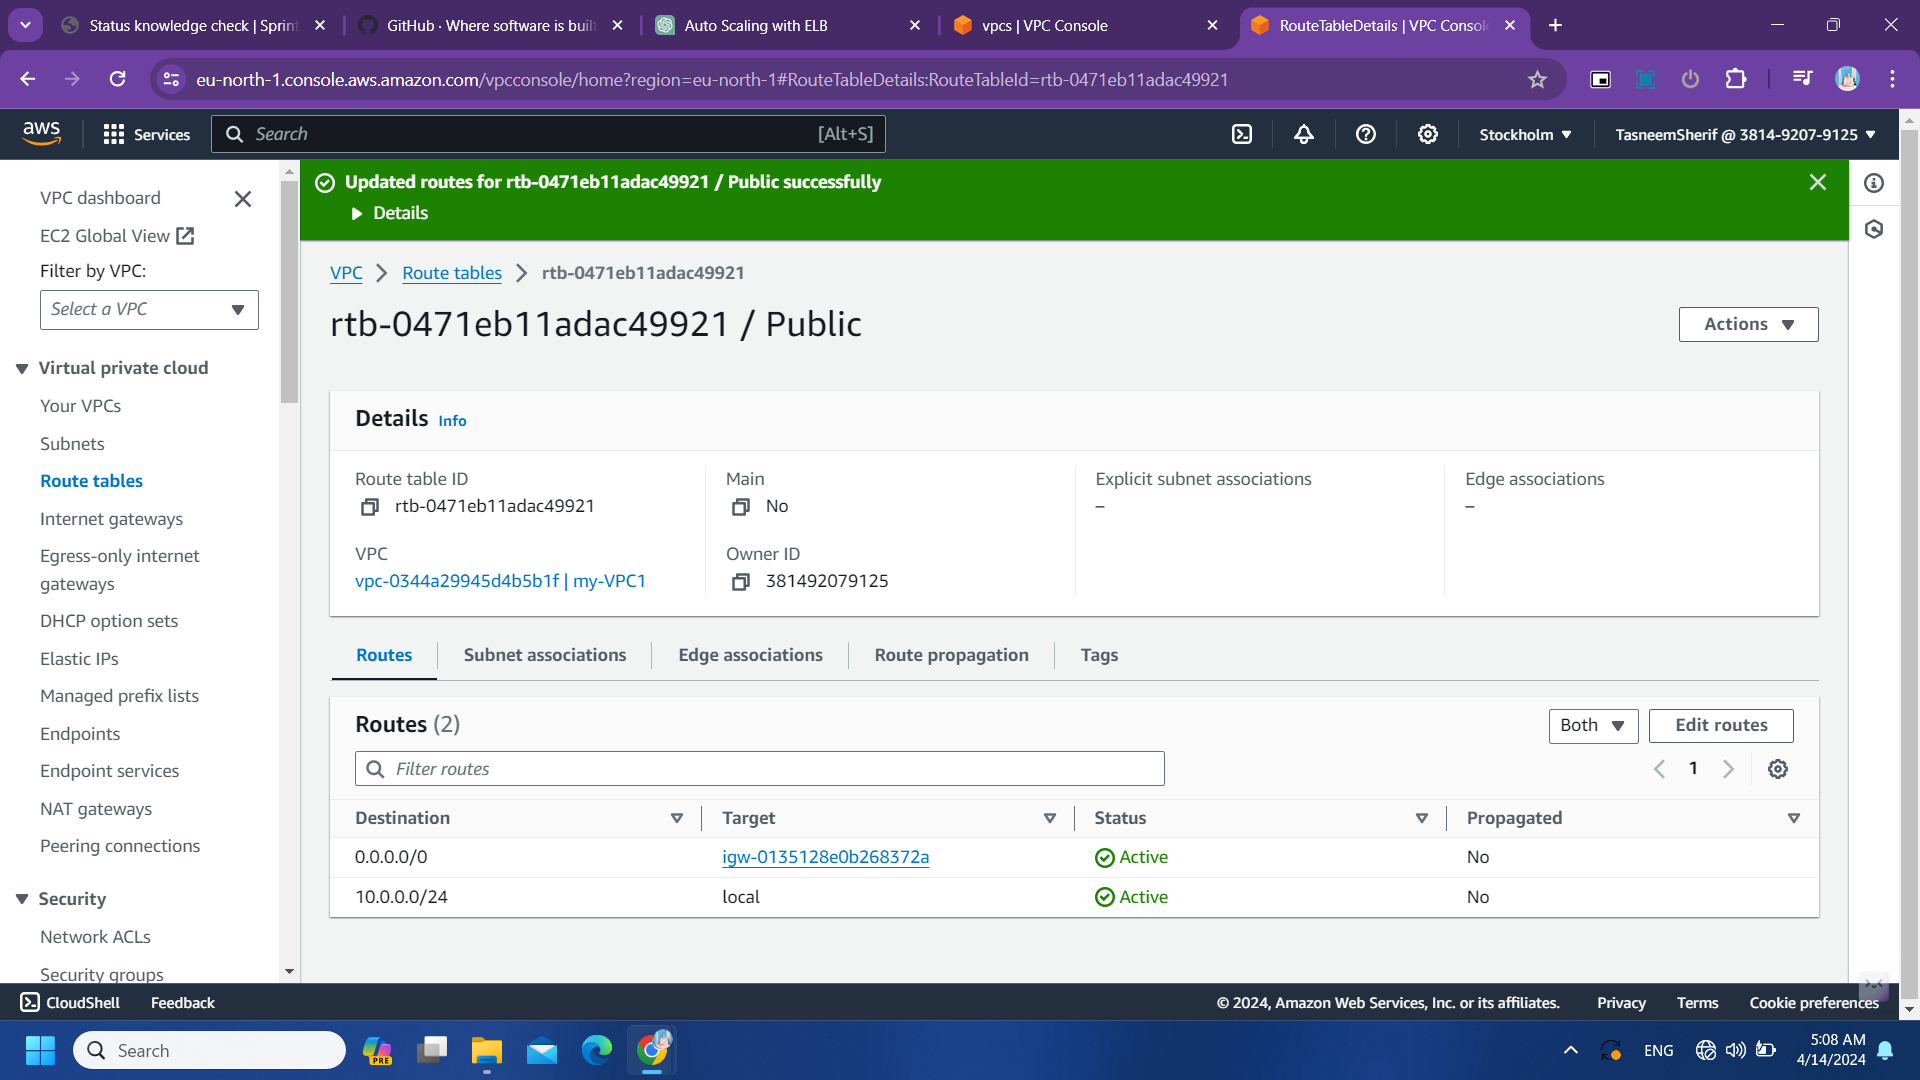 Status knowledge check | Sprint
GitHub · Where software is built
Auto Scaling with ELB
vpcs | VPC Console
RouteTableDetails | VPC Console
eu-north-1.console.aws.amazon.com/vpcconsole/home?region=eu-north-1#RouteTableDetails:RouteTableId=rtb-0471eb11adac49921
aws
Services
Search
[Alt+S]
Stockholm
TasneemSherif @ 3814-9207-9125
VPC dashboard
EC2 Global View
Filter by VPC:
Select a VPC
Virtual private cloud
Your VPCs
Subnets
Route tables
Internet gateways
Egress-only internet
gateways
DHCP option sets
Elastic IPs
Managed prefix lists
Endpoints
Endpoint services
NAT gateways
Peering connections
Security
Network ACLs
Security groups
Updated routes for rtb-0471eb11adac49921 / Public successfully
Details
VPC > Route tables > rtb-0471eb11adac49921
rtb-0471eb11adac49921 / Public
Actions
Details Info
Route table ID
rtb-0471eb11adac49921
Main
No
Explicit subnet associations
–
Edge associations
–
VPC
vpc-0344a29945d4b5b1f | my-VPC1
Owner ID
381492079125
Routes
Subnet associations
Edge associations
Route propagation
Tags
Routes (2)
Both
Edit routes
Filter routes
1
Destination Target Status Propagated
0.0.0.0/0 igw-0135128e0b268372a Active No
10.0.0.0/24 local Active No
CloudShell
Feedback
© 2024, Amazon Web Services, Inc. or its affiliates.
Privacy
Terms
Cookie preferences
Search
PRE
ENG
5:08 AM
4/14/2024